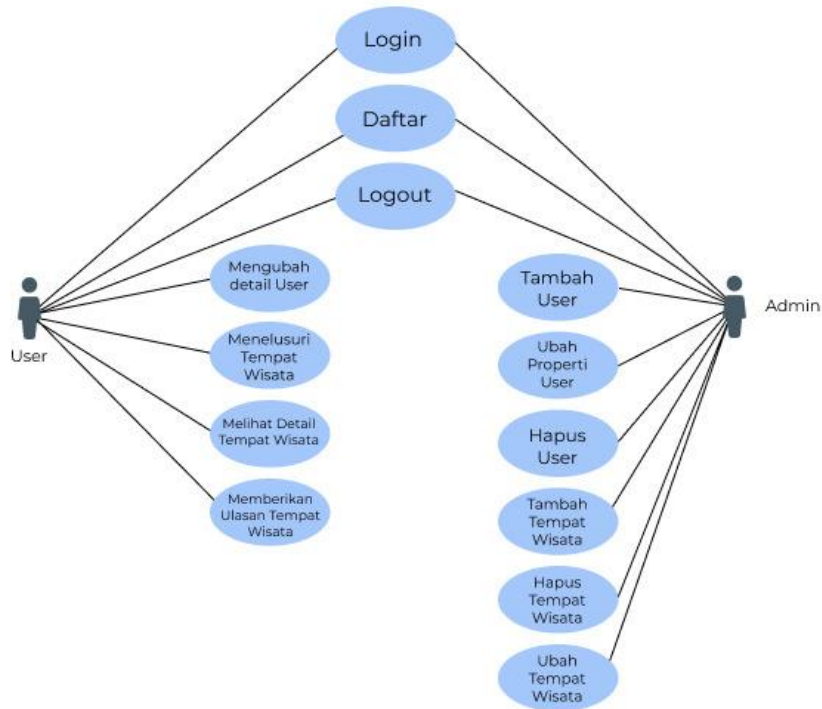 Login
Daftar
Logout
Mengubah
detail User
Menelusuri
Tempat
Wisata
Melihat Detail
Tempat Wisata
Memberikan
Ulasan Tempat
Wisata
User
Tambah
User
Ubah
Properti
User
Hapus
User
Tambah
Tempat
Wisata
Hapus
Tempat
Wisata
Ubah
Tempat
Wisata
Admin